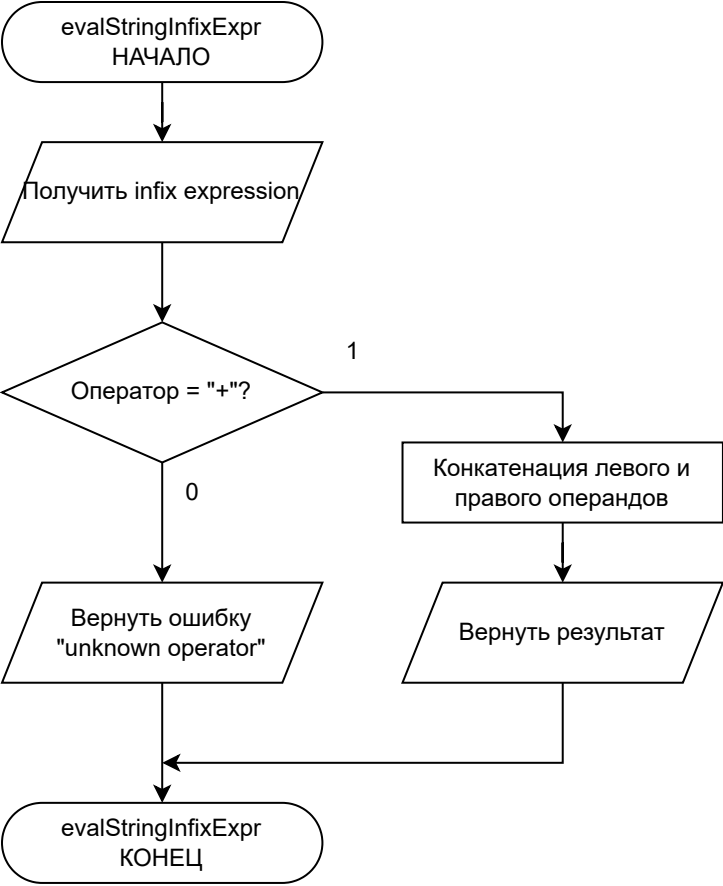 evalStringInfixExpr
НАЧАЛО
Получить infix expression
Оператор = "+"?
1
0
Конкатенация левого и
правого операндов
Вернуть ошибку
"unknown operator"
Вернуть результат
evalStringInfixExpr
КОНЕЦ